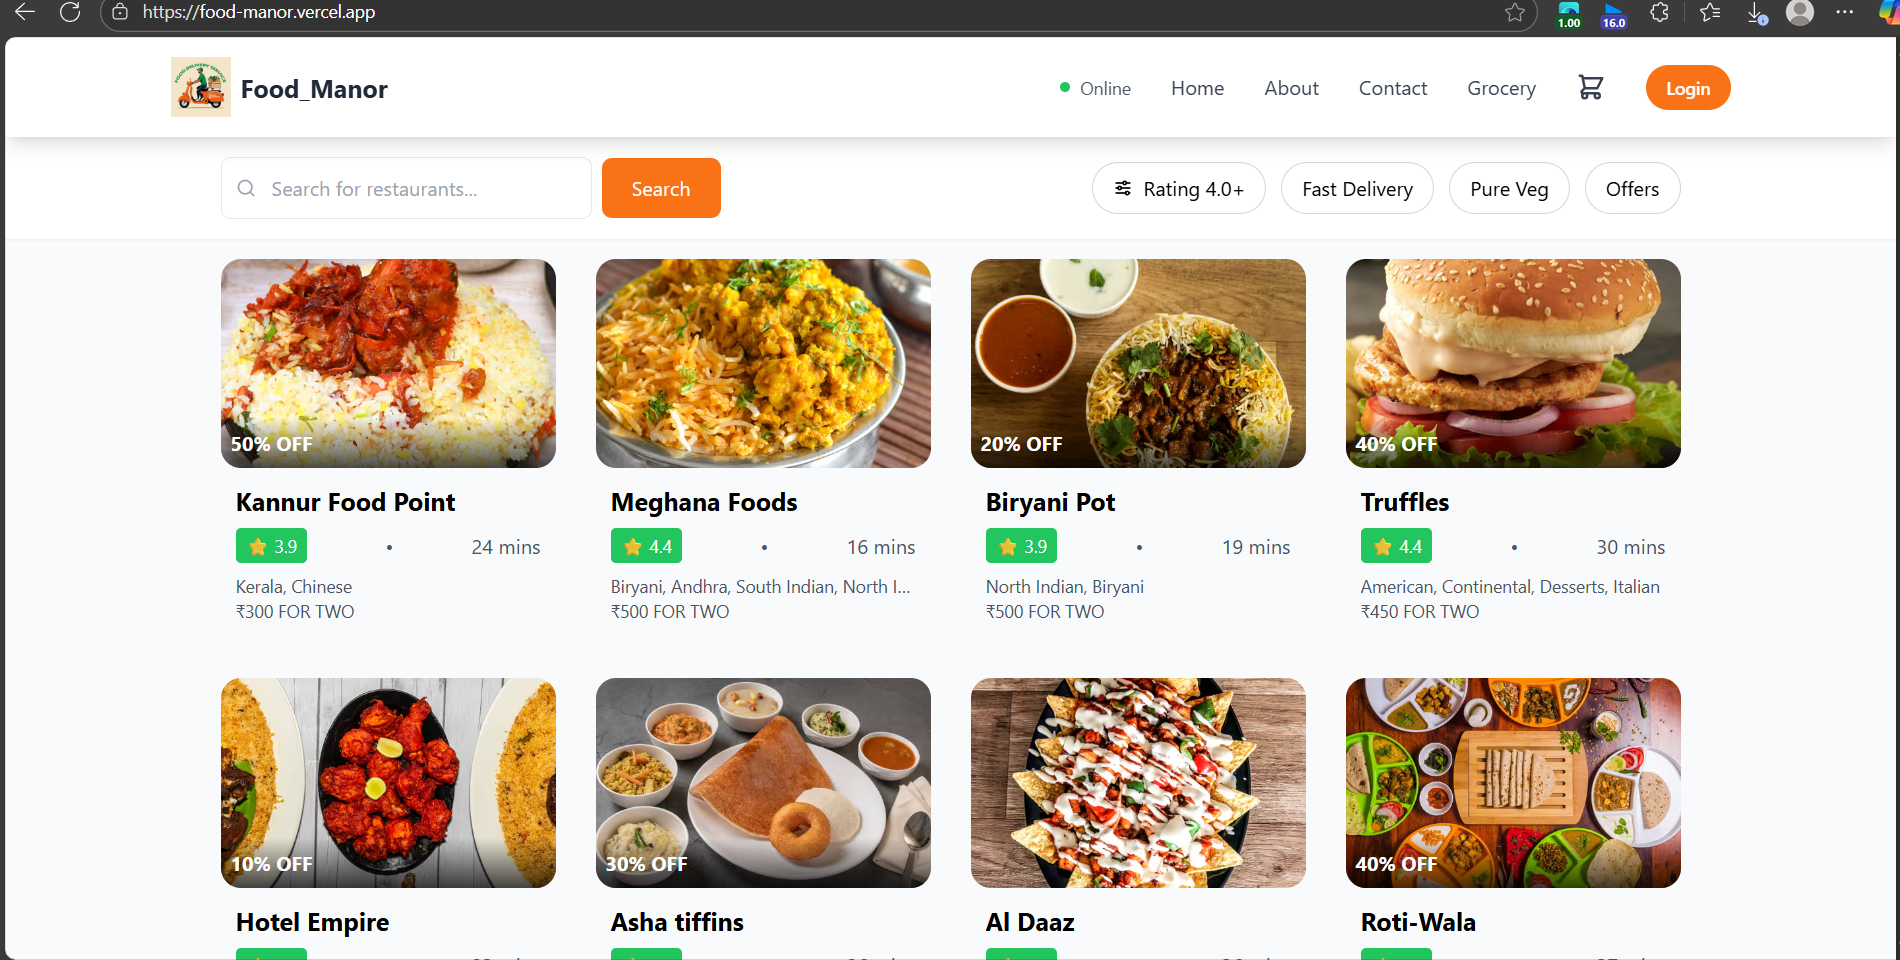 https://food-manor.vercel.app
1.00
16.0
FOOD DELIVERY SERVICE
Food_Manor
Online
Home
About
Contact
Grocery
Login
Search for restaurants...
Search
Rating 4.0+
Fast Delivery
Pure Veg
Offers
50% OFF
20% OFF
40% OFF
Kannur Food Point
Meghana Foods
Biryani Pot
Truffles
3.9
•
24 mins
4.4
•
16 mins
3.9
•
19 mins
4.4
•
30 mins
Kerala, Chinese
Biryani, Andhra, South Indian, North I...
North Indian, Biryani
American, Continental, Desserts, Italian
₹300 FOR TWO
₹500 FOR TWO
₹500 FOR TWO
₹450 FOR TWO
10% OFF
30% OFF
40% OFF
Hotel Empire
Asha tiffins
Al Daaz
Roti-Wala